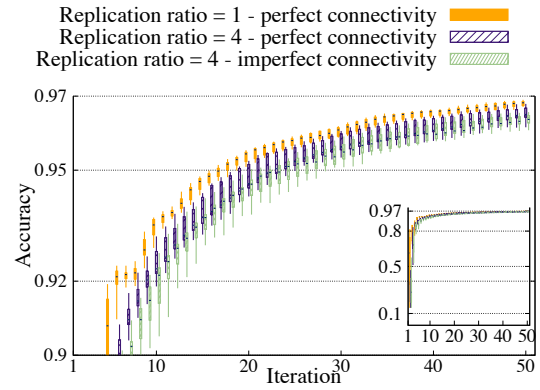 Replication ratio = 1 - perfect connectivity
Replication ratio = 4 - perfect connectivity
Replication ratio = 4 - imperfect connectivity
0.97
0.95
0.92
0.9
Accuracy
1 10 20 30 40 50
Iteration
0.97
0.8
0.5
0.1
1 10 20 30 40 50